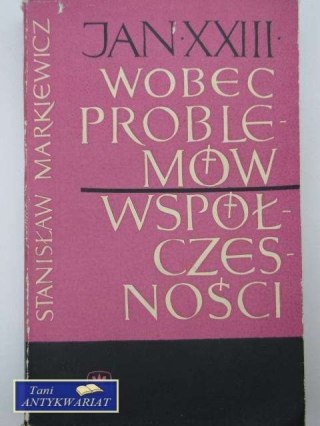 STANISŁAW MARKIEWICZ
JAN·XXIII·
WOBEC
PROBLE-
MÓW
WSPÓŁ-
CZES-
NOŚCI
Tani
ANTYKWARIAT